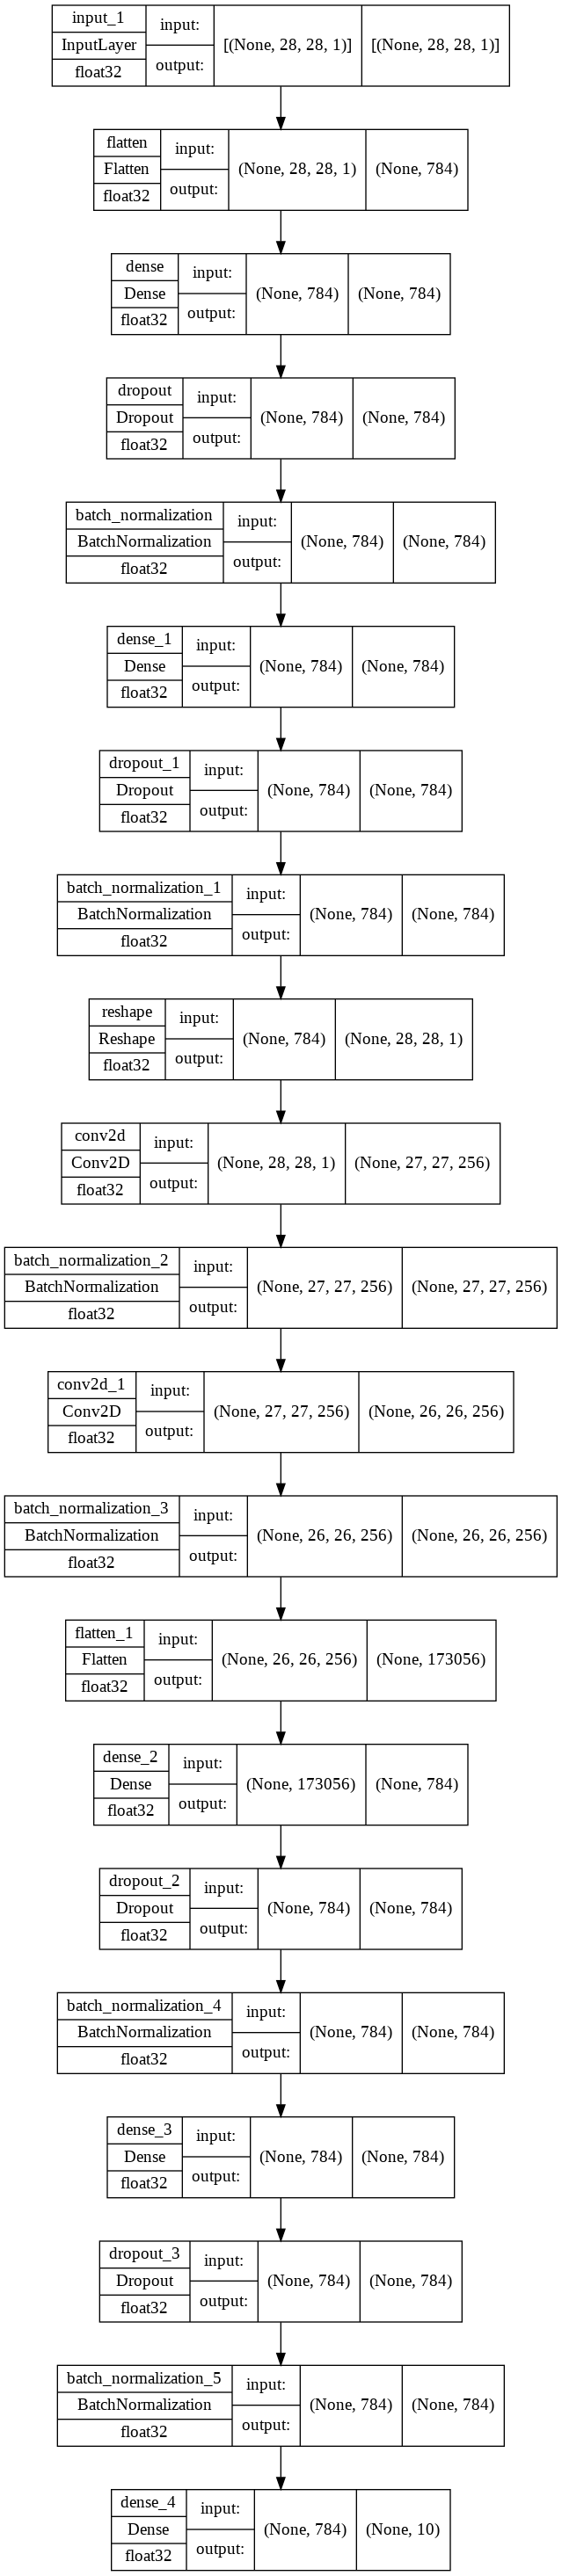 input_1
InputLayer
float32
input:
output:
[(None, 28, 28, 1)]
[(None, 28, 28, 1)]
flatten
Flatten
float32
input:
output:
(None, 28, 28, 1)
(None, 784)
dense
Dense
float32
input:
output:
(None, 784)
(None, 784)
dropout
Dropout
float32
input:
output:
(None, 784)
(None, 784)
batch_normalization
BatchNormalization
float32
input:
output:
(None, 784)
(None, 784)
dense_1
Dense
float32
input:
output:
(None, 784)
(None, 784)
dropout_1
Dropout
float32
input:
output:
(None, 784)
(None, 784)
batch_normalization_1
BatchNormalization
float32
input:
output:
(None, 784)
(None, 784)
reshape
Reshape
float32
input:
output:
(None, 784)
(None, 28, 28, 1)
conv2d
Conv2D
float32
input:
output:
(None, 28, 28, 1)
(None, 27, 27, 256)
batch_normalization_2
BatchNormalization
float32
input:
output:
(None, 27, 27, 256)
(None, 27, 27, 256)
conv2d_1
Conv2D
float32
input:
output:
(None, 27, 27, 256)
(None, 26, 26, 256)
batch_normalization_3
BatchNormalization
float32
input:
output:
(None, 26, 26, 256)
(None, 26, 26, 256)
flatten_1
Flatten
float32
input:
output:
(None, 26, 26, 256)
(None, 173056)
dense_2
Dense
float32
input:
output:
(None, 173056)
(None, 784)
dropout_2
Dropout
float32
input:
output:
(None, 784)
(None, 784)
batch_normalization_4
BatchNormalization
float32
input:
output:
(None, 784)
(None, 784)
dense_3
Dense
float32
input:
output:
(None, 784)
(None, 784)
dropout_3
Dropout
float32
input:
output:
(None, 784)
(None, 784)
batch_normalization_5
BatchNormalization
float32
input:
output:
(None, 784)
(None, 784)
dense_4
Dense
float32
input:
output:
(None, 784)
(None, 10)